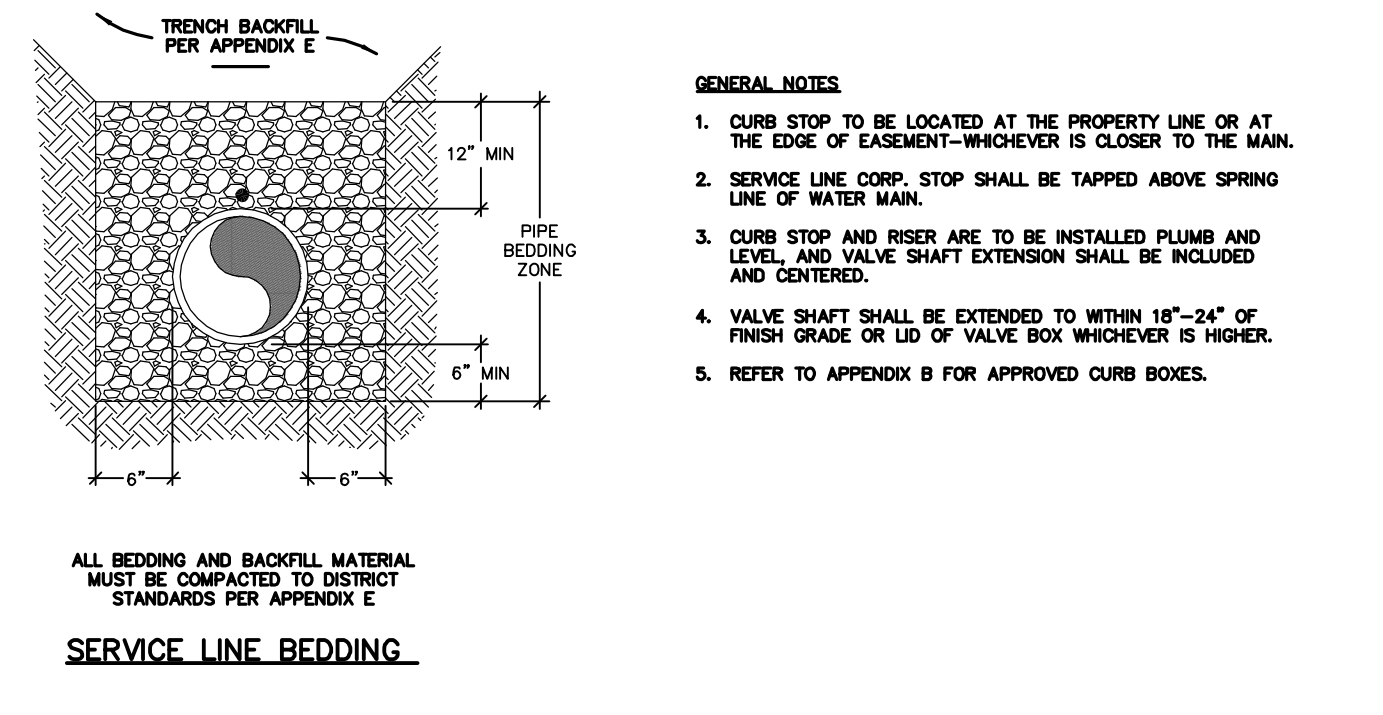 TRENCH BACKFILL
PER APPENDIX E
12" MIN
PIPE
BEDDING
ZONE
6" MIN
6"
6"
ALL BEDDING AND BACKFILL MATERIAL
MUST BE COMPACTED TO DISTRICT
STANDARDS PER APPENDIX E
SERVICE LINE BEDDING
GENERAL NOTES
1. CURB STOP TO BE LOCATED AT THE PROPERTY LINE OR AT
THE EDGE OF EASEMENT–WHICHEVER IS CLOSER TO THE MAIN.
2. SERVICE LINE CORP. STOP SHALL BE TAPPED ABOVE SPRING
LINE OF WATER MAIN.
3. CURB STOP AND RISER ARE TO BE INSTALLED PLUMB AND
LEVEL, AND VALVE SHAFT EXTENSION SHALL BE INCLUDED
AND CENTERED.
4. VALVE SHAFT SHALL BE EXTENDED TO WITHIN 18"–24" OF
FINISH GRADE OR LID OF VALVE BOX WHICHEVER IS HIGHER.
5. REFER TO APPENDIX B FOR APPROVED CURB BOXES.